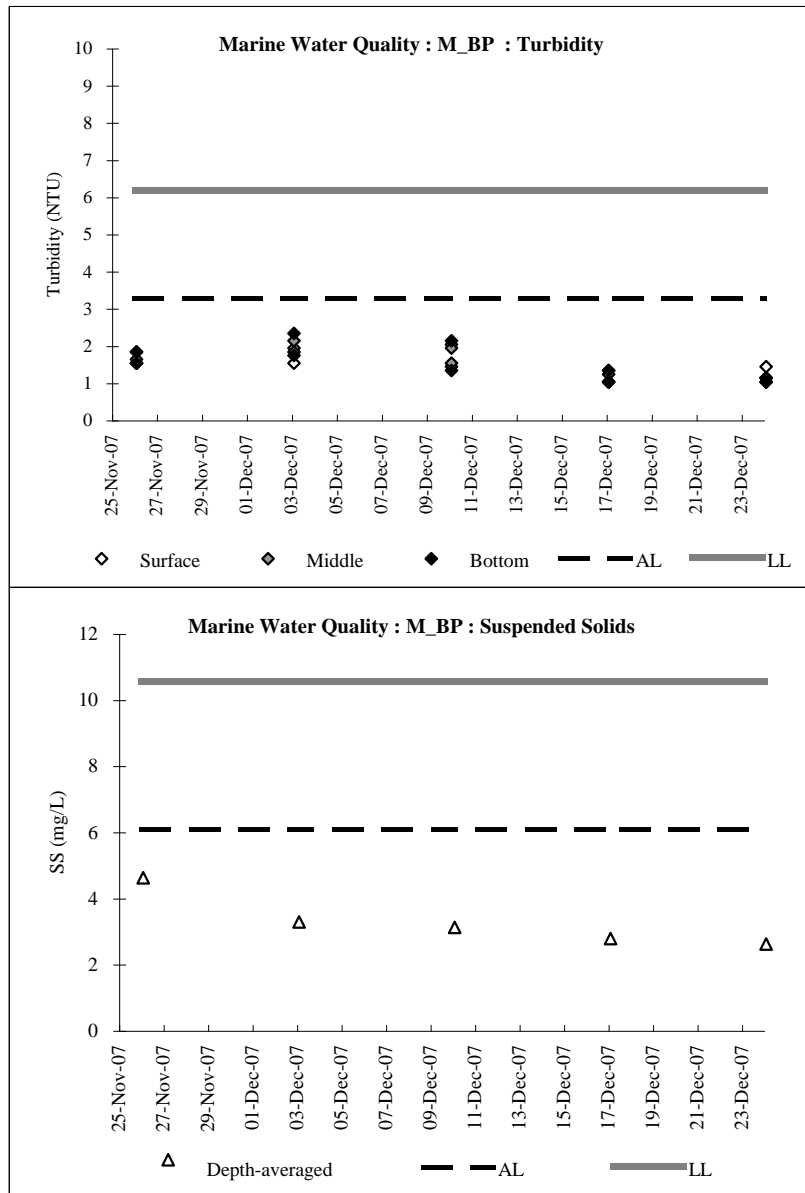 Marine Water Quality : M_BP : Turbidity
10
9
8
7
6
5
4
3
2
1
0
Turbidity (NTU)
25-Nov-07
27-Nov-07
29-Nov-07
01-Dec-07
03-Dec-07
05-Dec-07
07-Dec-07
09-Dec-07
11-Dec-07
13-Dec-07
15-Dec-07
17-Dec-07
19-Dec-07
21-Dec-07
23-Dec-07
Surface Middle Bottom AL LL
Marine Water Quality : M_BP : Suspended Solids
12
10
8
6
4
2
0
SS (mg/L)
25-Nov-07
27-Nov-07
29-Nov-07
01-Dec-07
03-Dec-07
05-Dec-07
07-Dec-07
09-Dec-07
11-Dec-07
13-Dec-07
15-Dec-07
17-Dec-07
19-Dec-07
21-Dec-07
23-Dec-07
Depth-averaged AL LL